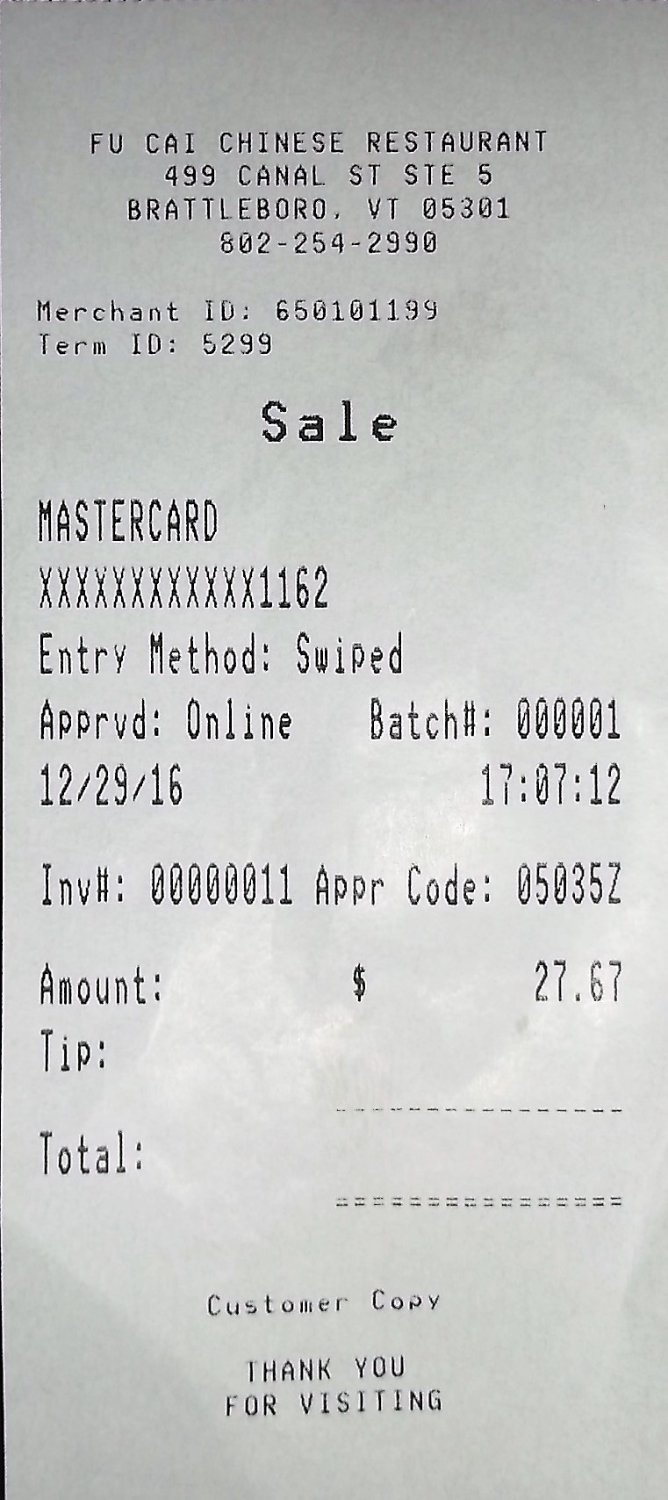 FU CAI CHINESE RESTAURANT
499 CANAL ST STE 5
BRATTLEBORO, VT 05301
802-254-2990
Merchant ID: 650101199
Term ID: 5299
Sale
MASTERCARD
XXXXXXXXXXXX1162
Entry Method: Swiped
Apprvd: Online Batch#: 000001
12/29/16 17:07:12
Inv#: 00000011 Appr Code: 05035Z
Amount: $ 27.67
Tip:
Total:
Customer Copy
THANK YOU
FOR VISITING